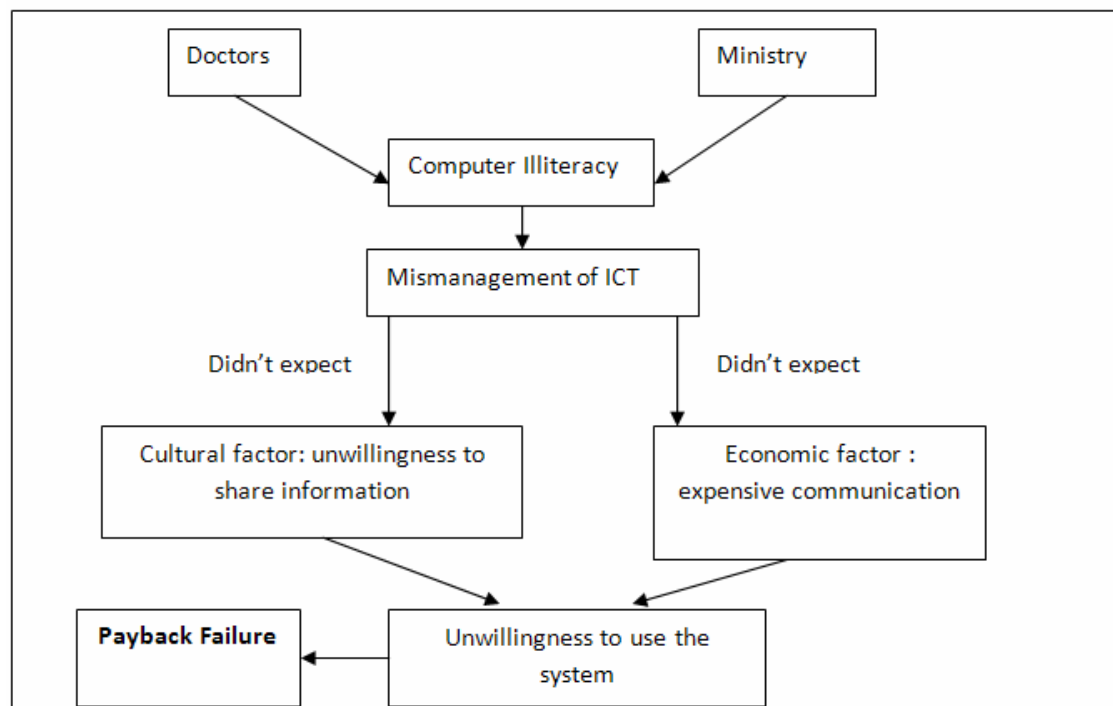 Doctors
Ministry
Computer Illiteracy
Mismanagement of ICT
Didn’t expect
Didn’t expect
Cultural factor: unwillingness to
share information
Economic factor :
expensive communication
Payback Failure
Unwillingness to use the
system